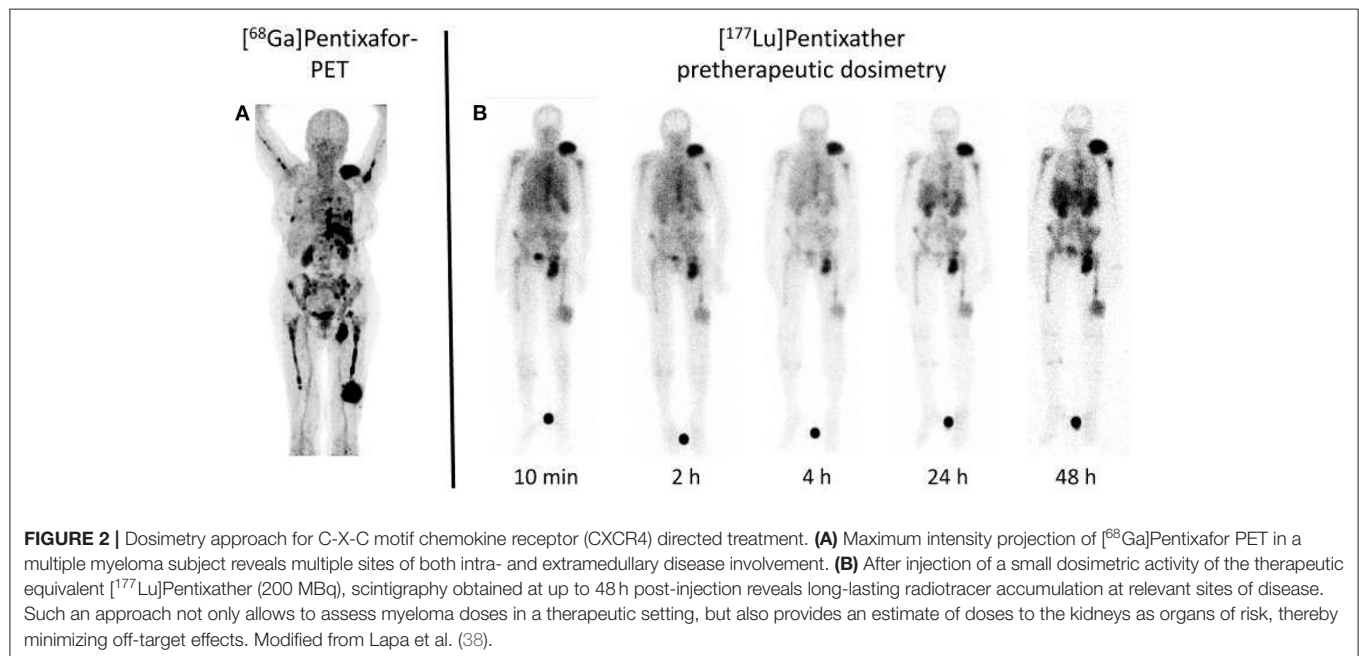 [⁶⁸Ga]Pentixafor-
PET
[¹⁷⁷Lu]Pentixather
pretherapeutic dosimetry
A
B
10 min
2 h
4 h
24 h
48 h
FIGURE 2 | Dosimetry approach for C-X-C motif chemokine receptor (CXCR4) directed treatment. (A) Maximum intensity projection of [⁶⁸Ga]Pentixafor PET in a
multiple myeloma subject reveals multiple sites of both intra- and extramedullary disease involvement. (B) After injection of a small dosimetric activity of the therapeutic
equivalent [¹⁷⁷Lu]Pentixather (200 MBq), scintigraphy obtained at up to 48 h post-injection reveals long-lasting radiotracer accumulation at relevant sites of disease.
Such an approach not only allows to assess myeloma doses in a therapeutic setting, but also provides an estimate of doses to the kidneys as organs of risk, thereby
minimizing off-target effects. Modified from Lapa et al. (38).